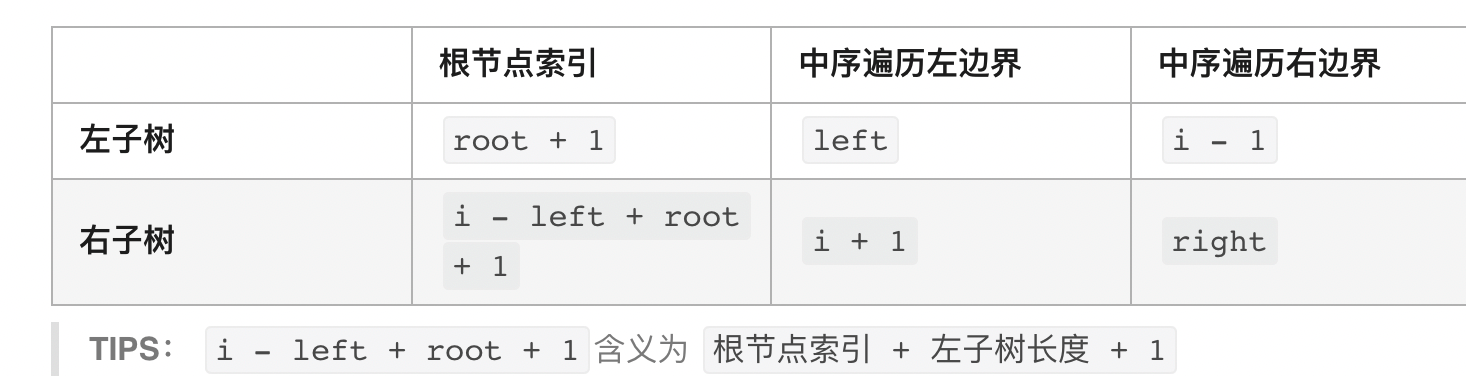 根节点索引 中序遍历左边界 中序遍历右边界
左子树 root + 1 left i - 1
右子树 i - left + root + 1 i + 1 right
TIPS： i - left + root + 1 含义为 根节点索引 + 左子树长度 + 1